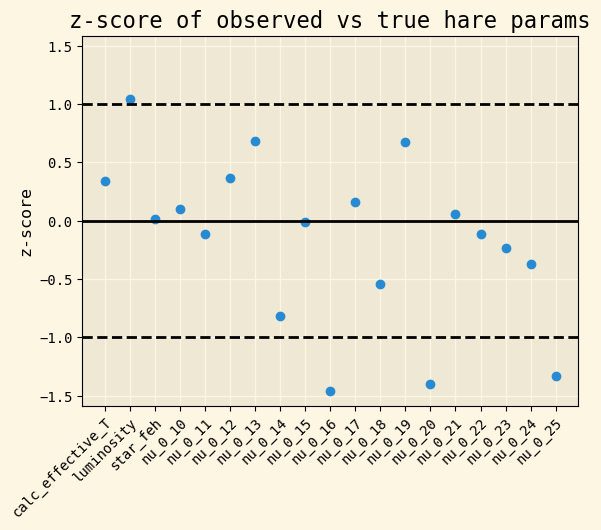 z-score of observed vs true hare params
z-score
1.5
1.0
0.5
0.0
−0.5
−1.0
−1.5
calc_effective_T
luminosity
star_feh
nu_0_10
nu_0_11
nu_0_12
nu_0_13
nu_0_14
nu_0_15
nu_0_16
nu_0_17
nu_0_18
nu_0_19
nu_0_20
nu_0_21
nu_0_22
nu_0_23
nu_0_24
nu_0_25